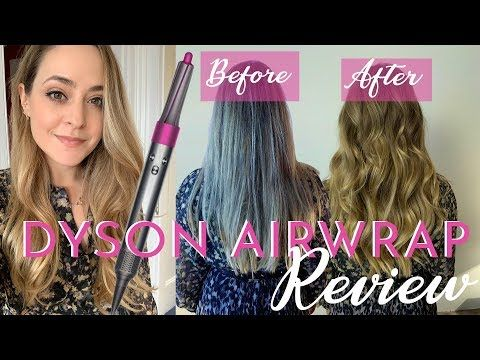 Before
After
DYSON AIRWRAP
Review